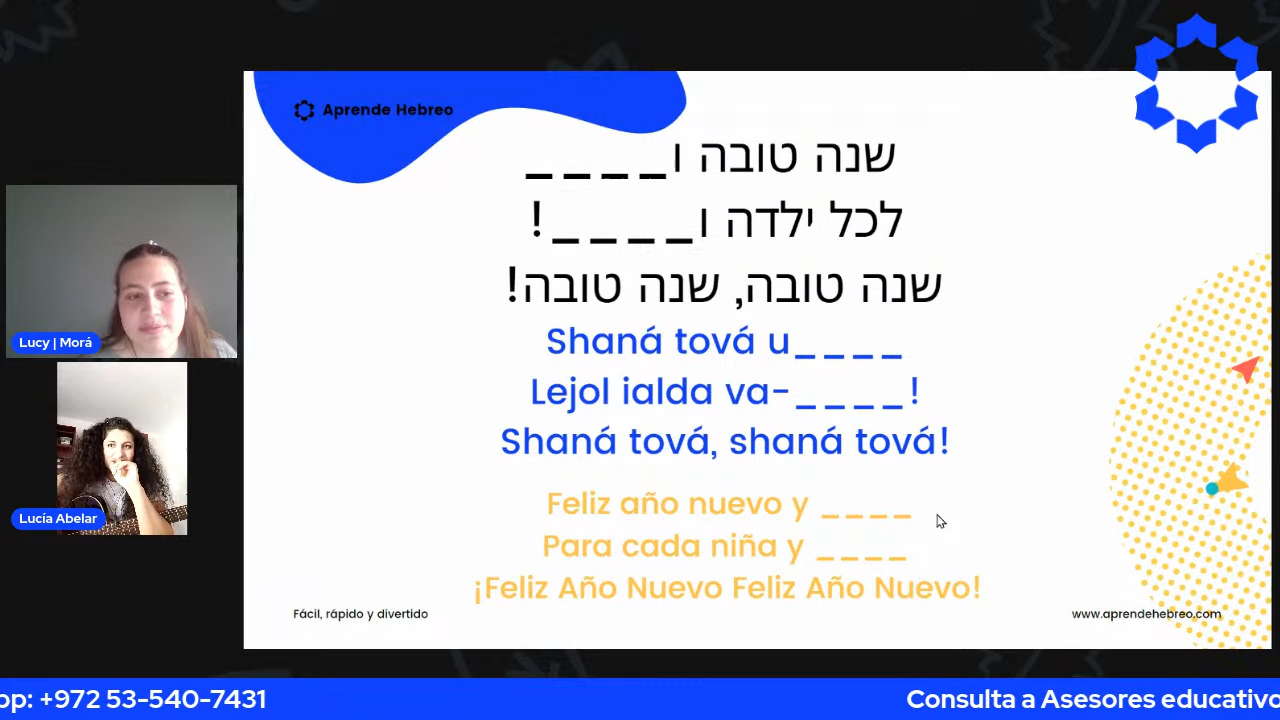 Aprende Hebreo
שנה טובה ו____
לכל ילדה ו____!
שנה טובה, שנה טובה!
Shaná tová u____
Lejol ialda va-____!
Shaná tová, shaná tová!
Feliz año nuevo y ____
Para cada niña y ____
¡Feliz Año Nuevo Feliz Año Nuevo!
Fácil, rápido y divertido
www.aprendehebreo.com
Lucy | Morá
Lucía Abelar
pp: +972 53-540-7431
Consulta a Asesores educativo